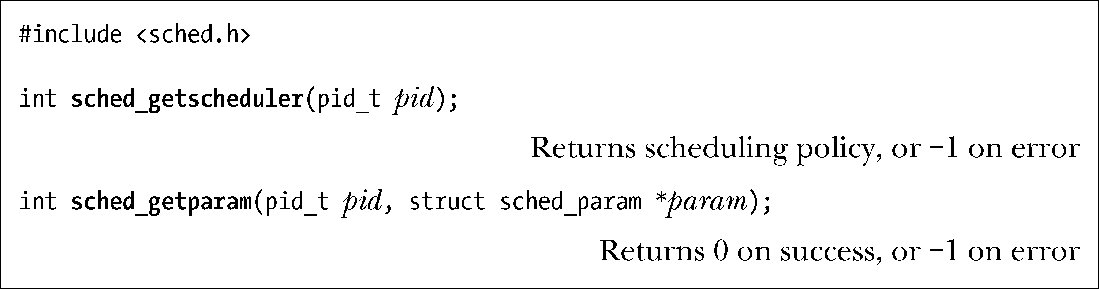 #include <sched.h>
int sched_getscheduler(pid_t pid);
Returns scheduling policy, or –1 on error
int sched_getparam(pid_t pid, struct sched_param *param);
Returns 0 on success, or –1 on error